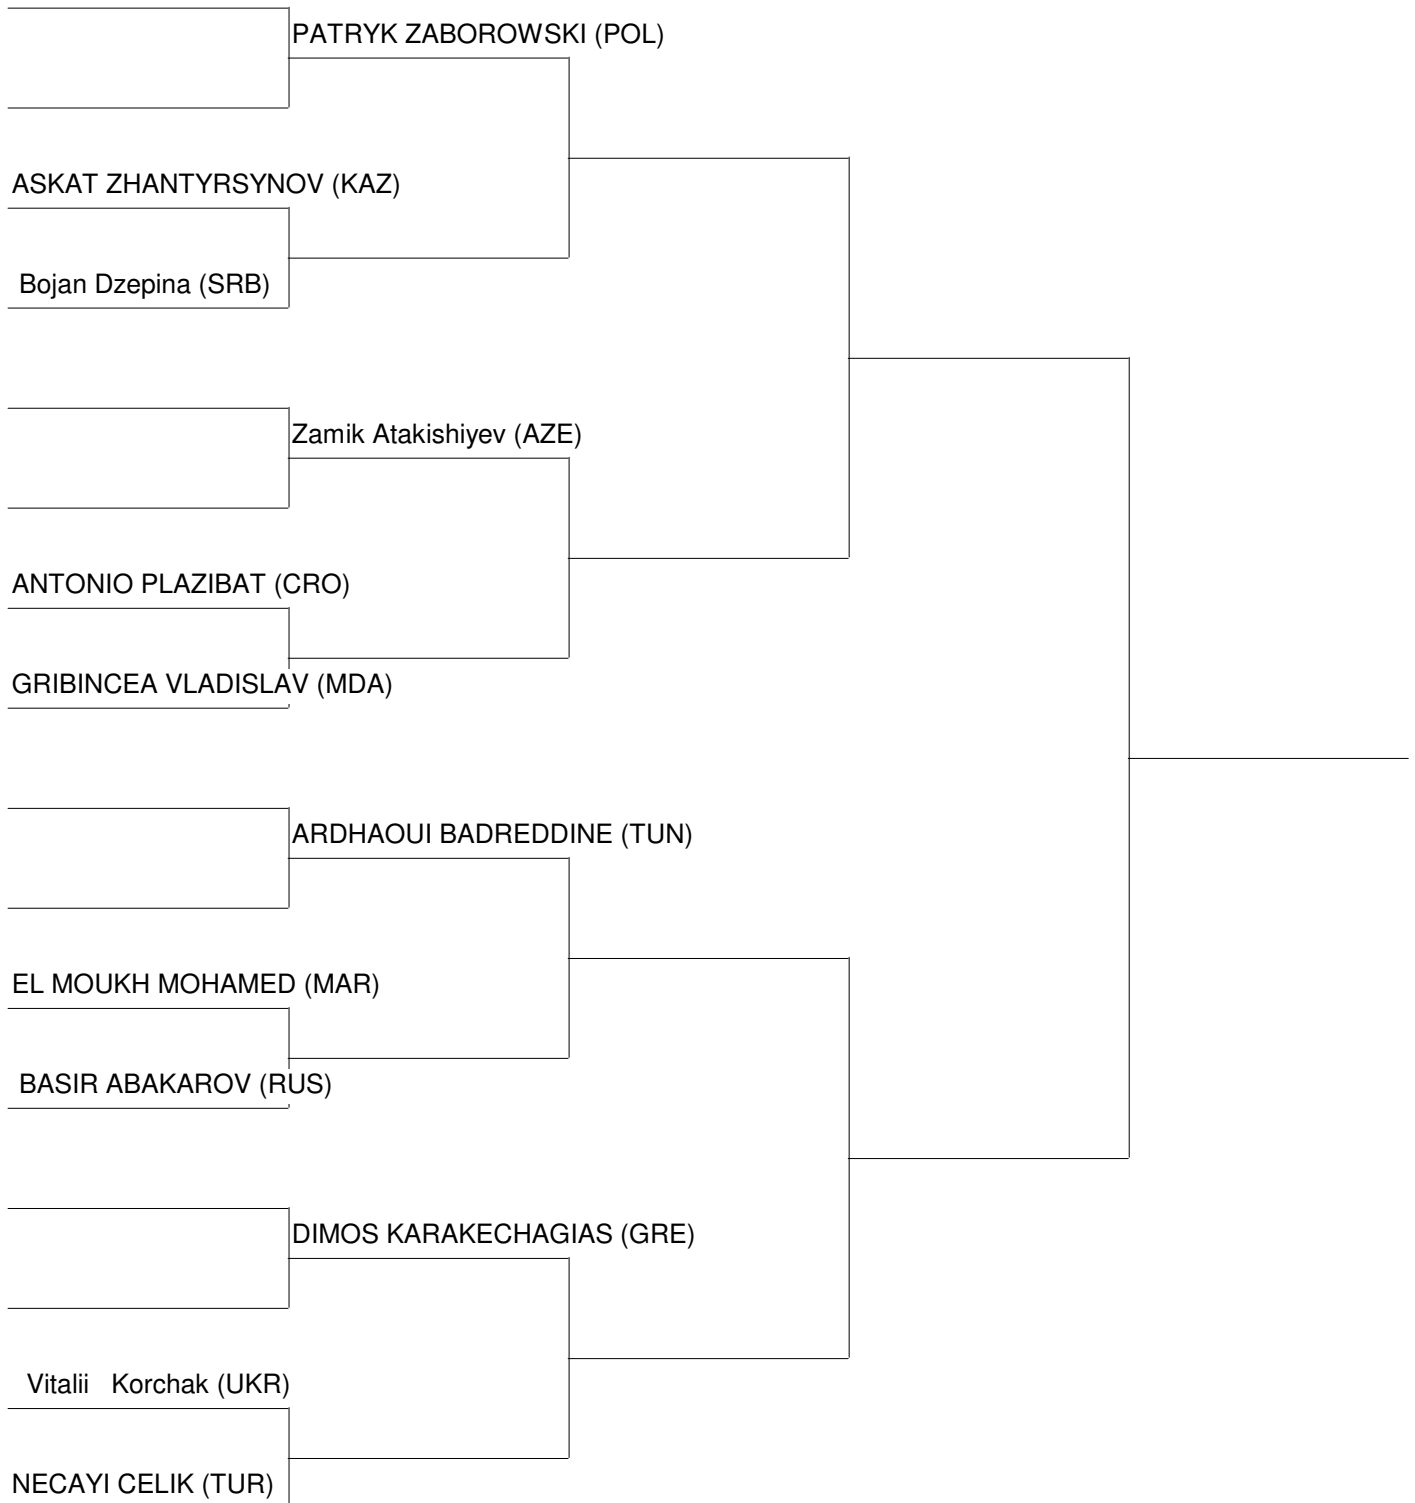 PATRYK ZABOROWSKI (POL)
ASKAT ZHANTYRSYNOV (KAZ)
Bojan Dzepina (SRB)
Zamik Atakishiyev (AZE)
ANTONIO PLAZIBAT (CRO)
GRIBINCEA VLADISLAV (MDA)
ARDHAOUI BADREDDINE (TUN)
EL MOUKH MOHAMED (MAR)
BASIR ABAKAROV (RUS)
DIMOS KARAKECHAGIAS (GRE)
Vitalii   Korchak (UKR)
NECAYI CELIK (TUR)